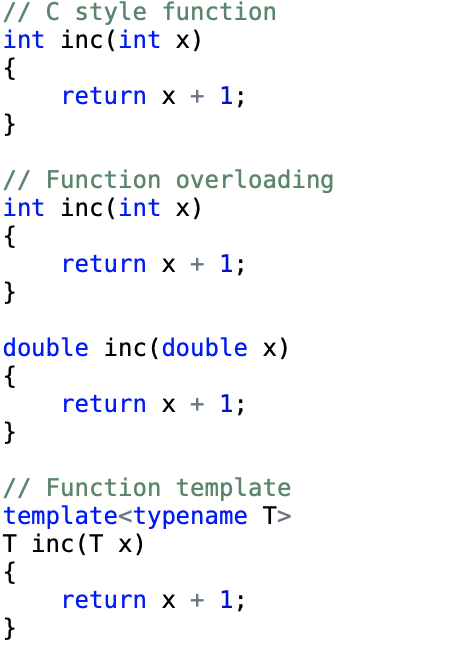 // C style function
int inc(int x)
{
    return x + 1;
}

// Function overloading
int inc(int x)
{
    return x + 1;
}

double inc(double x)
{
    return x + 1;
}

// Function template
template<typename T>
T inc(T x)
{
    return x + 1;
}